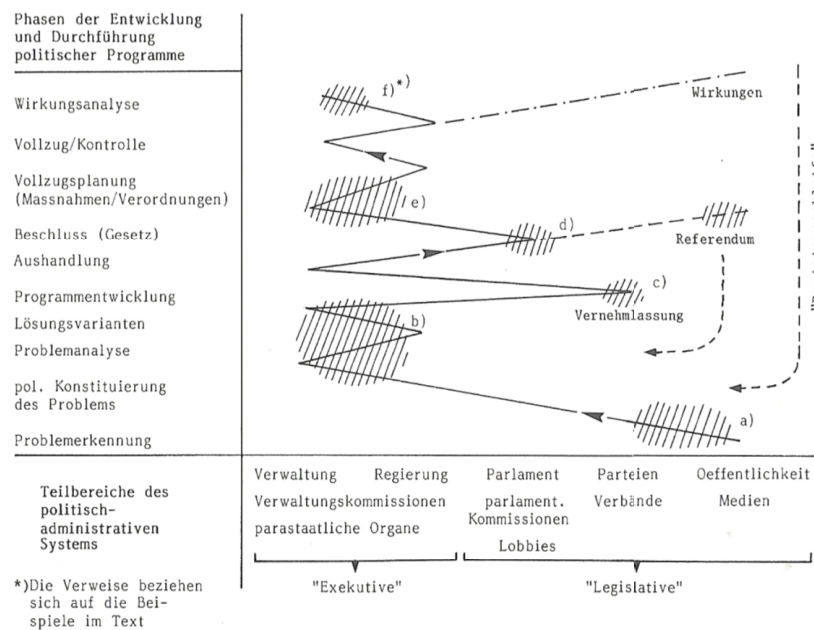 Phasen der Entwicklung
und Durchführung
politischer Programme
f)*)
Wirkungsanalyse
Wirkungen
Vollzug/Kontrolle
Vollzugsplanung
(Massnahmen/Verordnungen)
e)
d)
Beschluss (Gesetz)
Referendum
Aushandlung
c)
Programmentwicklung
Vernehmlassung
Lösungsvarianten
b)
Problemanalyse
pol. Konstituierung
des Problems
a)
Problemerkennung
Verwaltung Regierung Parlament Parteien Oeffentlichkeit
Verwaltungskommissionen parlament. Verbände Medien
Kommissionen
parastaatliche Organe
Lobbies
Teilbereiche des
politisch-
administrativen
Systems
"Exekutive" "Legislative"
*)Die Verweise beziehen
sich auf die Bei-
spiele im Text